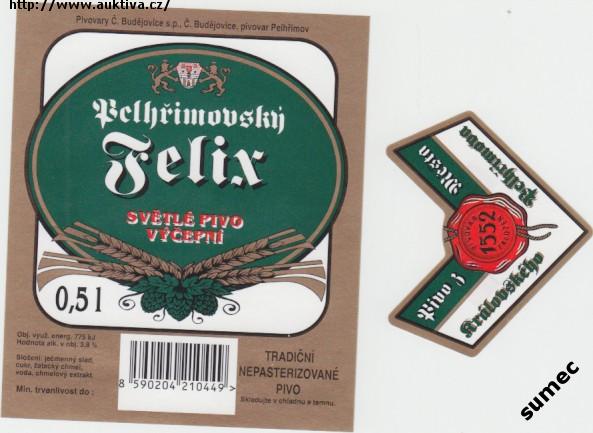 http://www.auktiva.cz/
Pivovary Č. Budějovice s.p., Č. Budějovice, pivovar Pelhřimov
Pelhřimovský
Felix
SVĚTLÉ PIVO
VÝČEPNÍ
0,5 l
Obj. využ. energ. 775 kJ
Hodnota alk. v obj. 3,8 %
Složení: ječmenný slad,
cukr, žatecký chmel,
voda, chmelový extrakt.
Min. trvanlivost do :
8 590204 210449 >
TRADIČNÍ
NEPASTERIZOVANÉ
PIVO
Skladujte v chladnu a temnu.
Pivo z
Královského
Města
Pelhřimova
1552
sumec